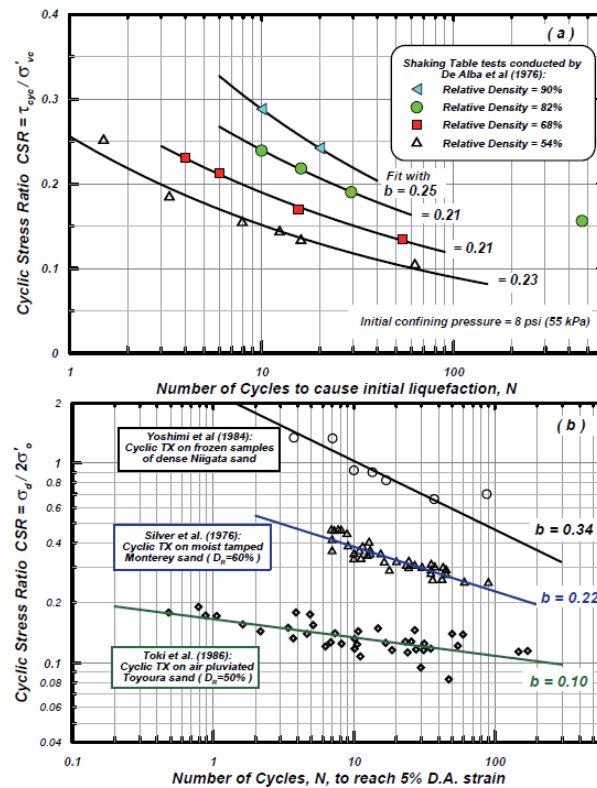 ( a )
Shaking Table tests conducted by
De Alba et al (1976):
Relative Density = 90%
Relative Density = 82%
Relative Density = 68%
Relative Density = 54%
Cyclic Stress Ratio CSR = τcyc / σ'vc
0.4
0.3
0.2
0.1
0
Fit with
b = 0.25
= 0.21
= 0.21
= 0.23
Initial confining pressure = 8 psi (55 kPa)
1
10
100
Number of Cycles to cause initial liquefaction, N
( b )
Cyclic Stress Ratio CSR = σd / 2σ'o
2
1
0.8
0.6
0.4
0.2
0.1
0.08
0.06
0.04
Yoshimi et al (1984):
Cyclic TX on frozen samples
of dense Niigata sand
b = 0.34
Silver et al. (1976):
Cyclic TX on moist tamped
Monterey sand ( DR=60%)
b = 0.22
Toki et al. (1986):
Cyclic TX on air pluviated
Toyoura sand ( DR=50% )
b = 0.10
0.1
1
10
100
1000
Number of Cycles, N, to reach 5% D.A. strain